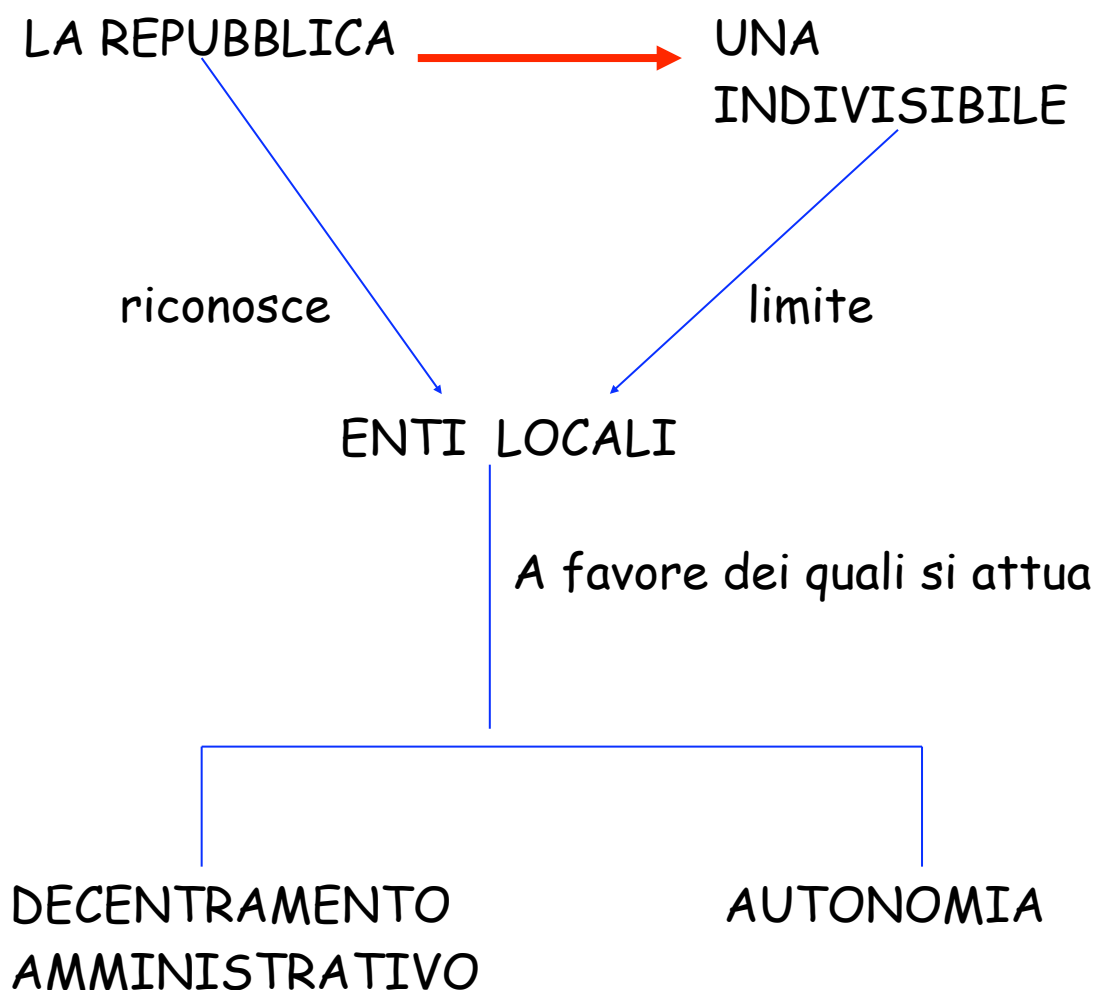 LA REPUBBLICA
UNA
INDIVISIBILE
riconosce
limite
ENTI LOCALI
A favore dei quali si attua
DECENTRAMENTO
AMMINISTRATIVO
AUTONOMIA